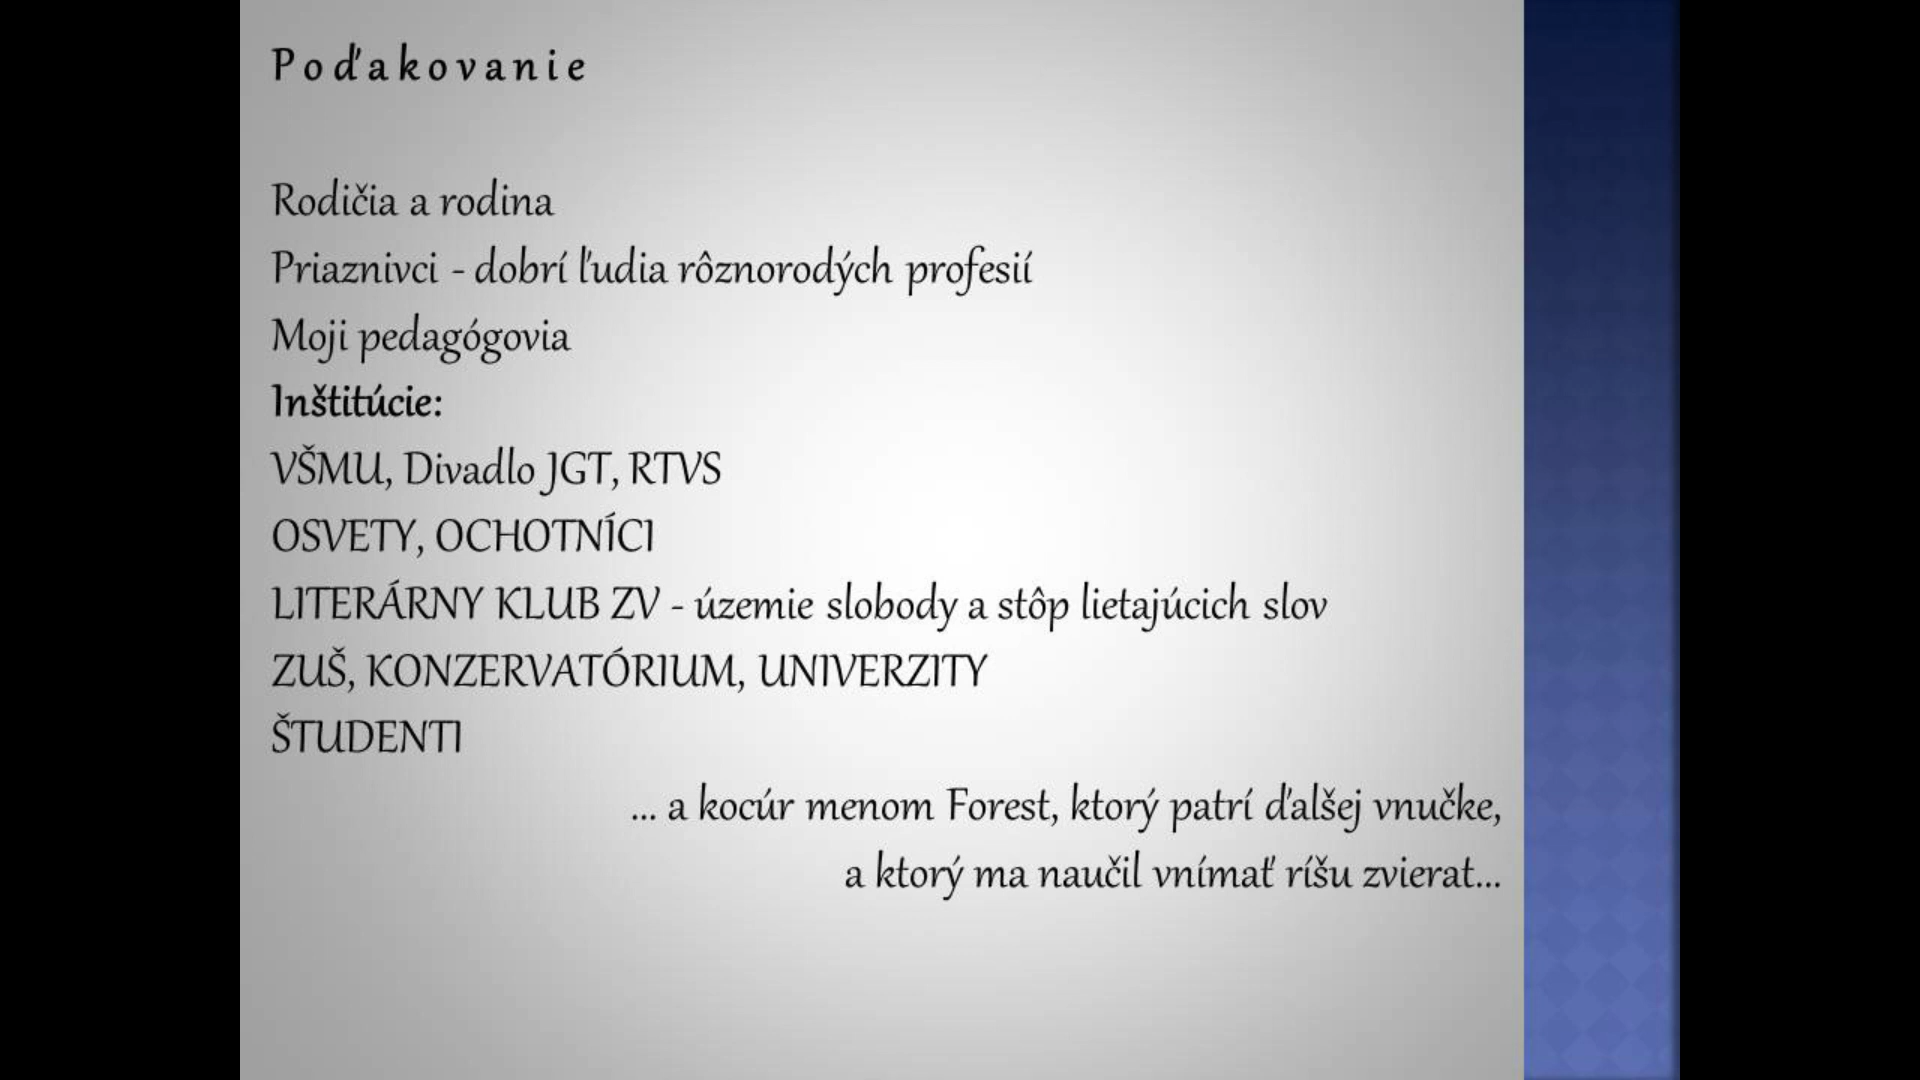 Poďakovanie
Rodičia a rodina
Priaznivci - dobrí ľudia rôznorodých profesií
Moji pedagógovia
Inštitúcie:
VŠMU, Divadlo JGT, RTVS
OSVETY, OCHOTNÍCI
LITERÁRNY KLUB ZV - územie slobody a stôp lietajúcich slov
ZUŠ, KONZERVATÓRIUM, UNIVERZITY
ŠTUDENTI
... a kocúr menom Forest, ktorý patrí ďalšej vnučke,
a ktorý ma naučil vnímať ríšu zvierat...